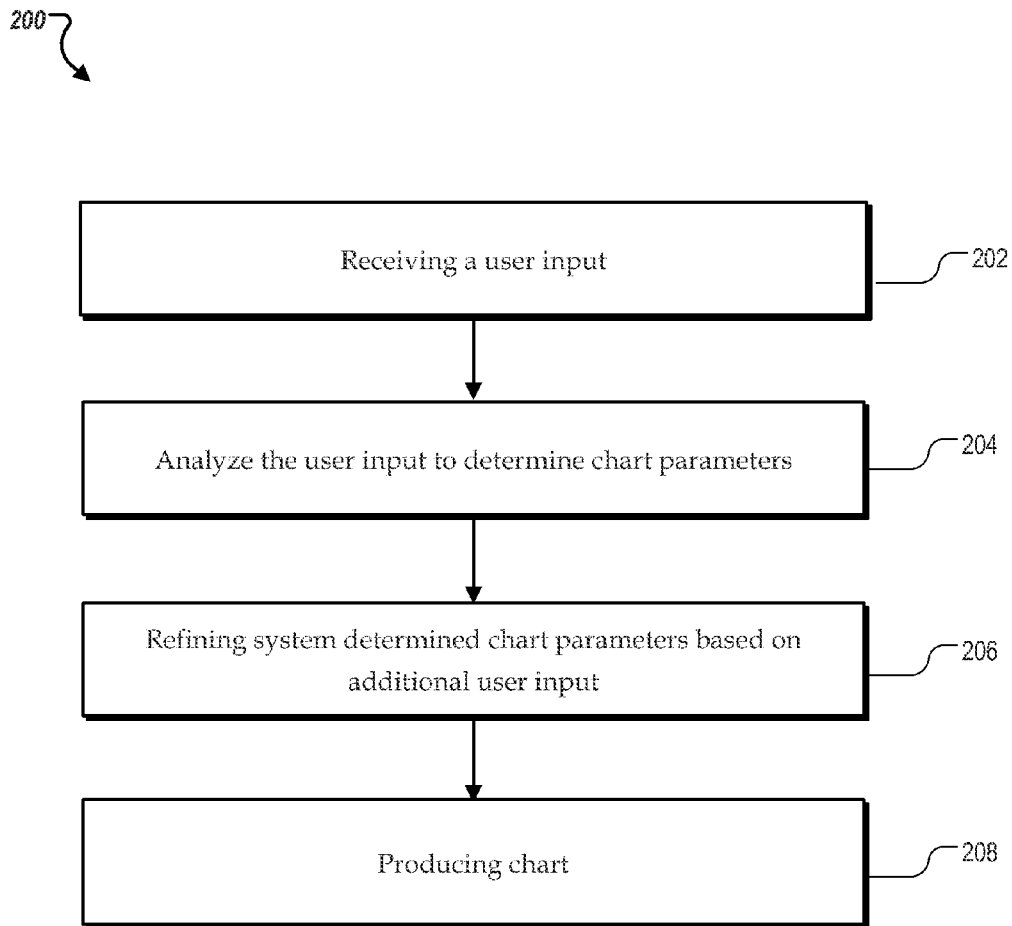 200
Receiving a user input
202
Analyze the user input to determine chart parameters
204
Refining system determined chart parameters based on
additional user input
206
Producing chart
208